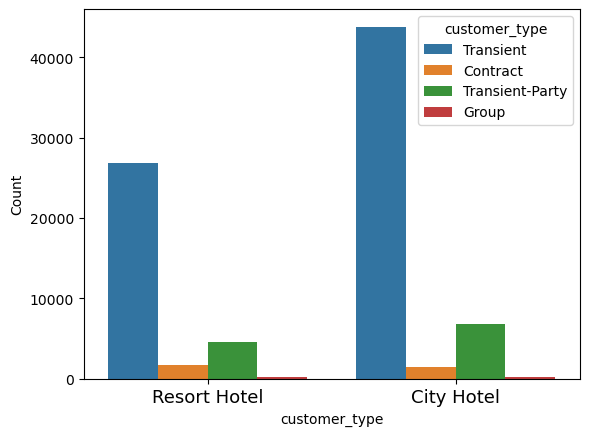 customer_type
Transient
Contract
Transient-Party
Group
40000
30000
20000
10000
0
Count
Resort Hotel
City Hotel
customer_type